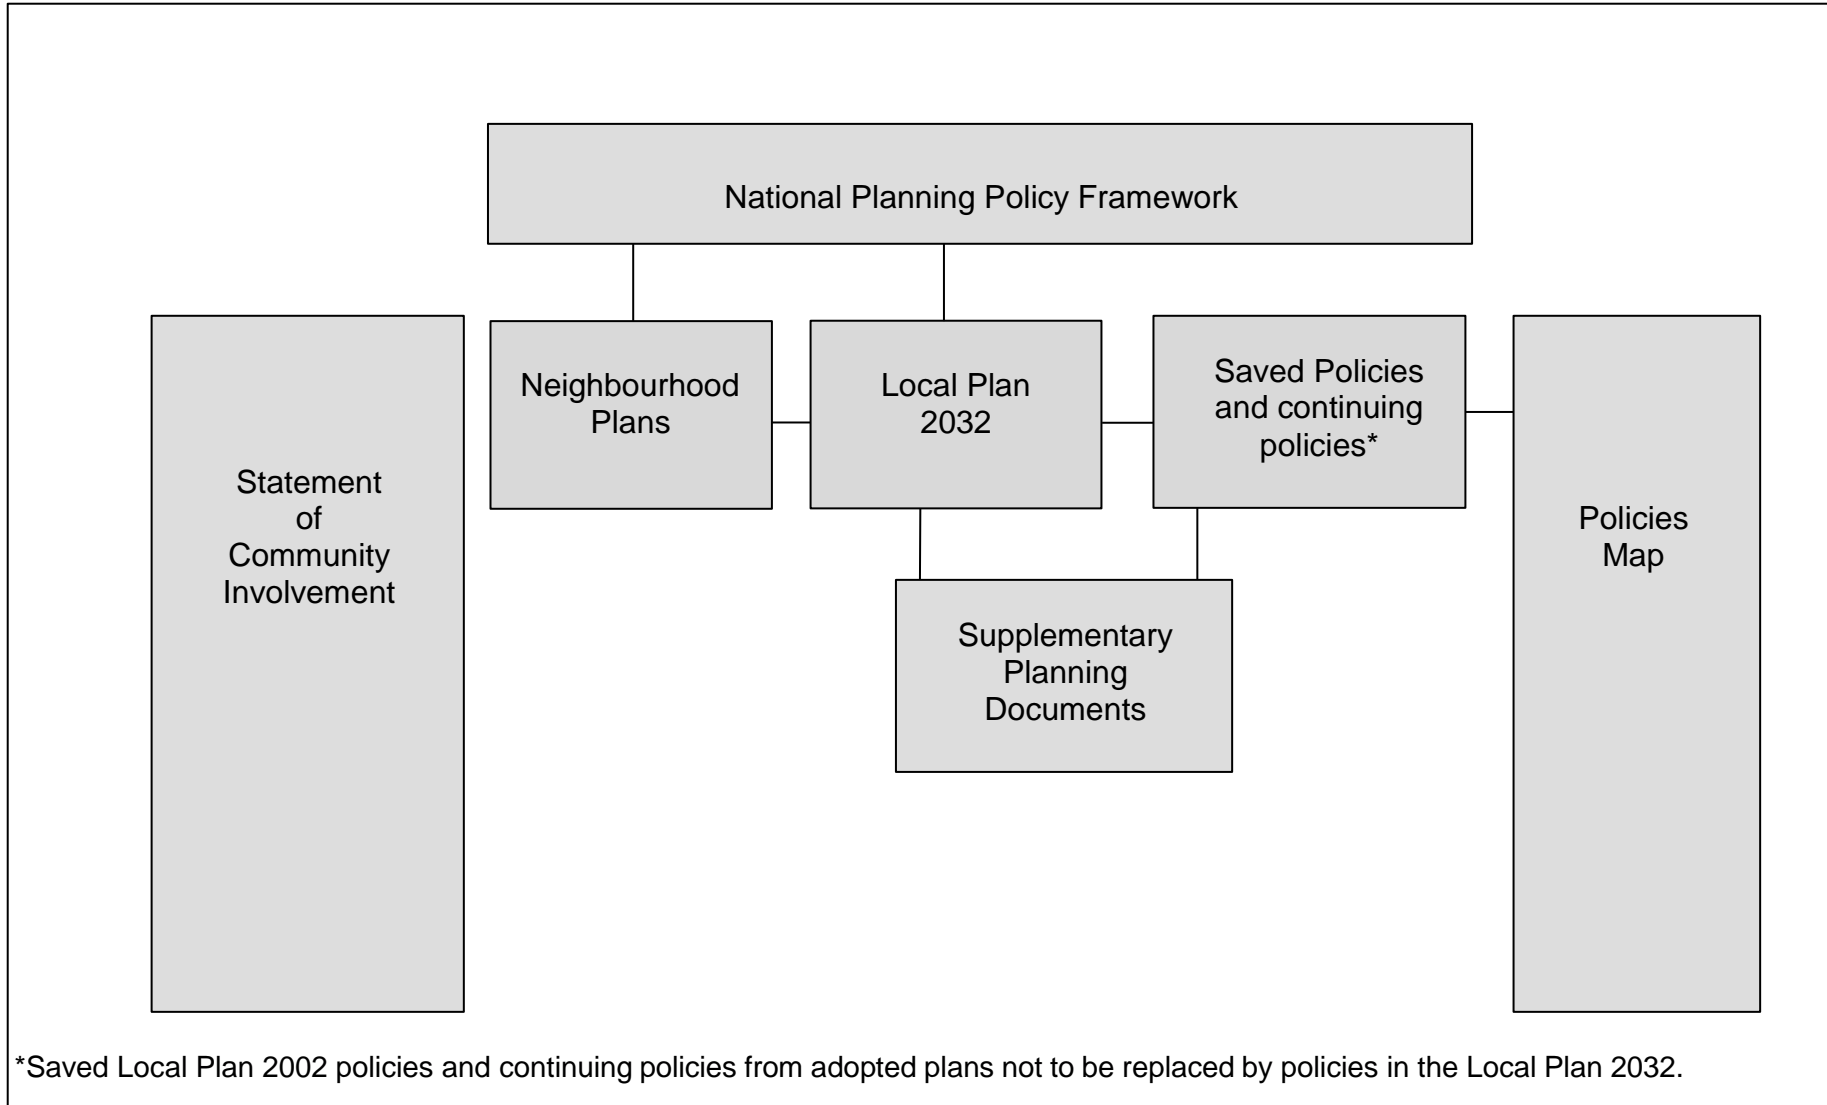 National Planning Policy Framework
Statement
of
Community
Involvement
Neighbourhood
Plans
Local Plan
2032
Saved Policies
and continuing
policies*
Policies
Map
Supplementary
Planning
Documents
*Saved Local Plan 2002 policies and continuing policies from adopted plans not to be replaced by policies in the Local Plan 2032.